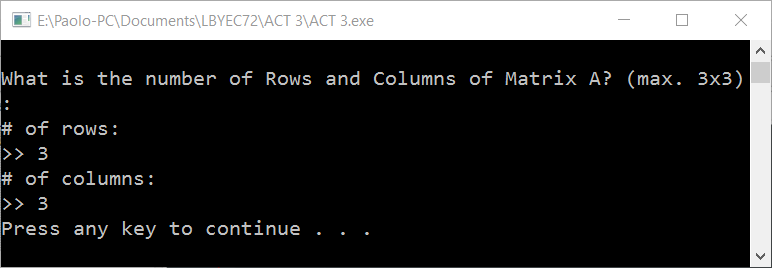 E:\Paolo-PC\Documents\LBYEC72\ACT 3\ACT 3.exe
What is the number of Rows and Columns of Matrix A? (max. 3x3)
:
# of rows:
>> 3
# of columns:
>> 3
Press any key to continue . . .